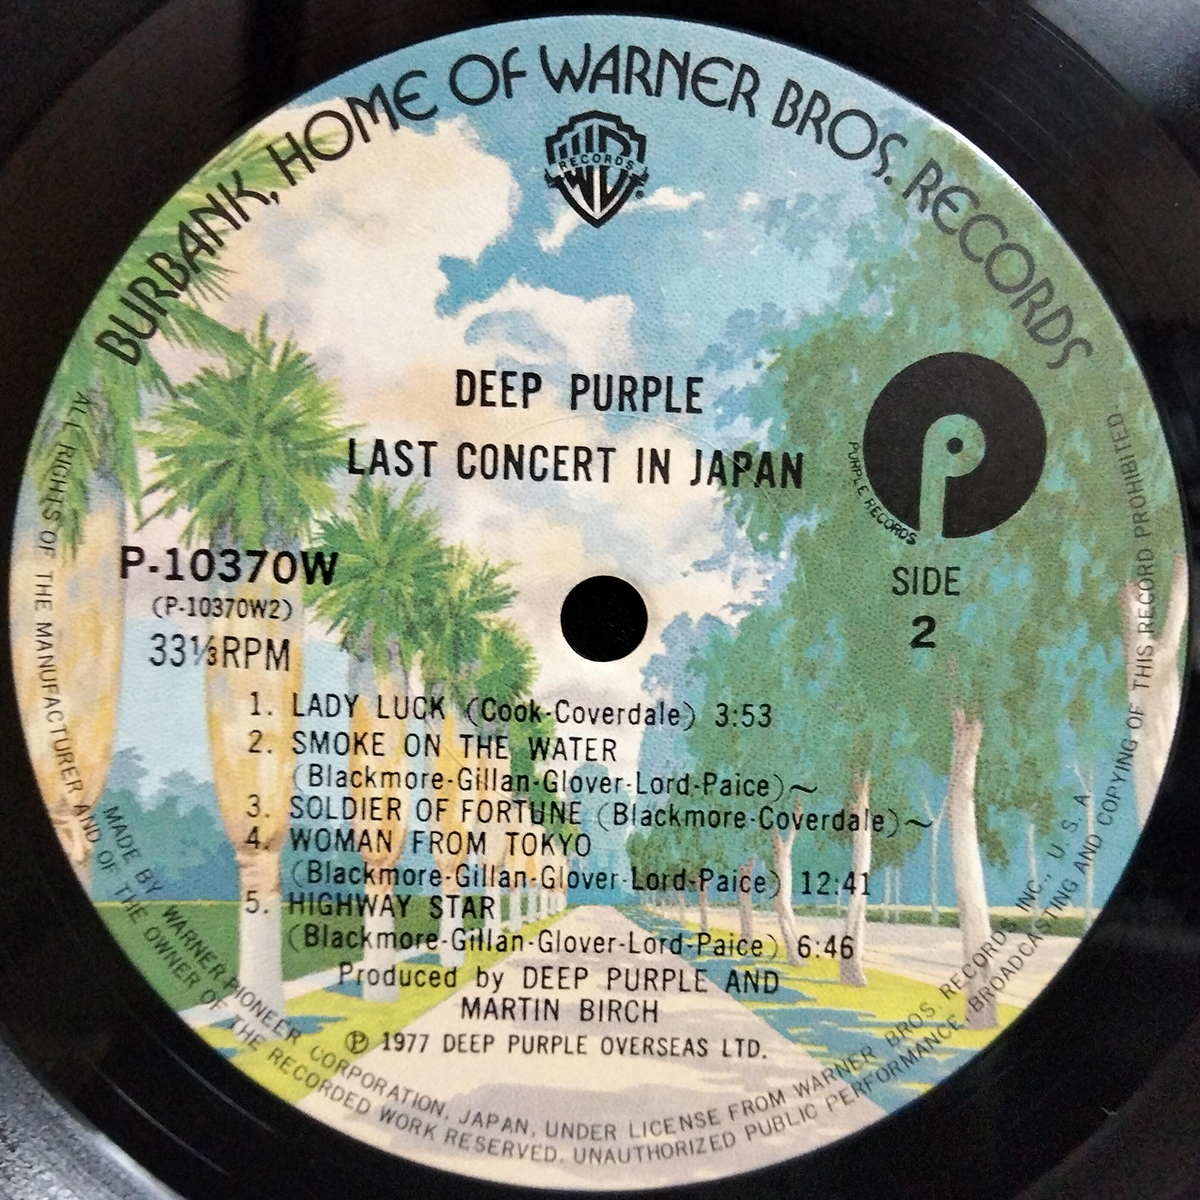 BURBANK, HOME OF WARNER BROS. RECORDS
RECORDS
DEEP PURPLE
LAST CONCERT IN JAPAN
PURPLE RECORDS
P-10370W
(P-10370W2)
33⅓RPM
SIDE
2
1. LADY LUCK (Cook-Coverdale) 3:53
2. SMOKE ON THE WATER
(Blackmore-Gillan-Glover-Lord-Paice)~
3. SOLDIER OF FORTUNE (Blackmore-Coverdale)~
4. WOMAN FROM TOKYO
(Blackmore-Gillan-Glover-Lord-Paice) 12:41
5. HIGHWAY STAR
(Blackmore-Gillan-Glover-Lord-Paice) 6:46
Produced by DEEP PURPLE AND
MARTIN BIRCH
Ⓟ 1977 DEEP PURPLE OVERSEAS LTD.
MADE BY WARNER-PIONEER CORPORATION, JAPAN, UNDER LICENSE FROM WARNER BROS. RECORDS INC., U. S. A.
ALL RIGHTS OF THE MANUFACTURER AND OF THE OWNER OF THE RECORDED WORK RESERVED. UNAUTHORIZED PUBLIC PERFORMANCE, BROADCASTING AND COPYING OF THIS RECORD PROHIBITED